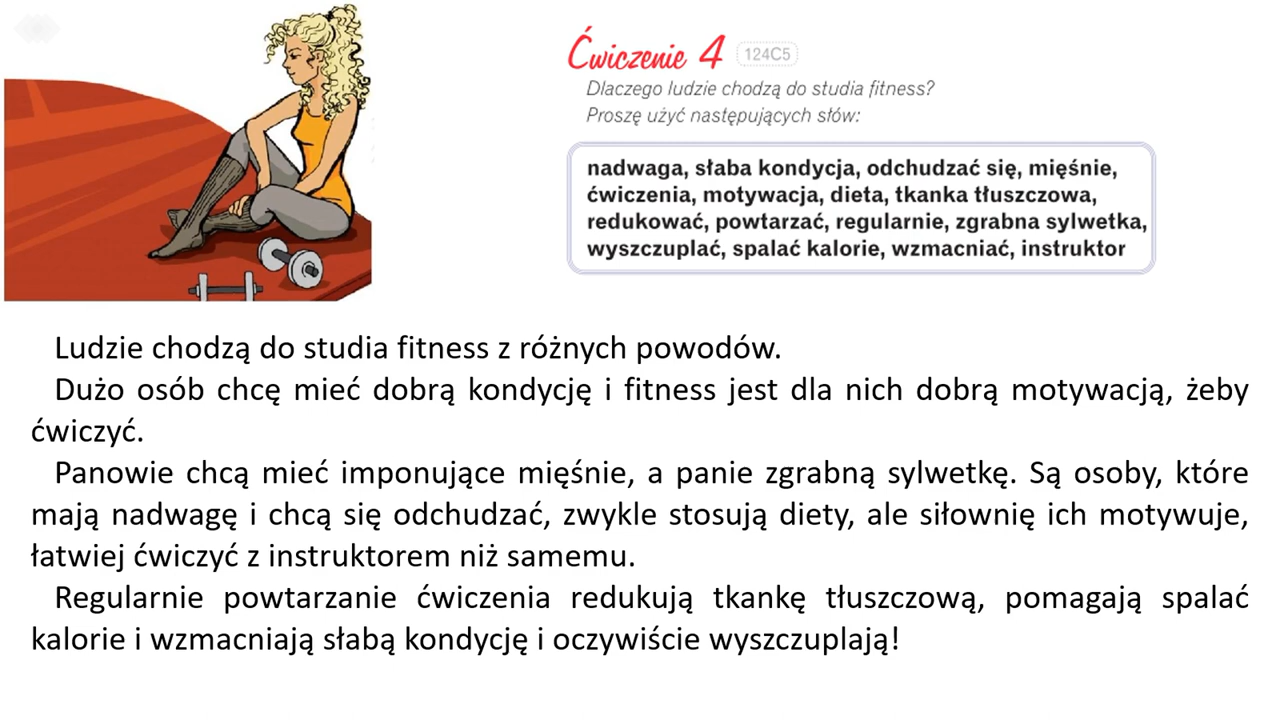 Ćwiczenie 4 124C5
Dlaczego ludzie chodzą do studia fitness?
Proszę użyć następujących słów:
nadwaga, słaba kondycja, odchudzać się, mięśnie,
ćwiczenia, motywacja, dieta, tkanka tłuszczowa,
redukować, powtarzać, regularnie, zgrabna sylwetka,
wyszczuplać, spalać kalorie, wzmacniać, instruktor
Ludzie chodzą do studia fitness z różnych powodów.
Dużo osób chcę mieć dobrą kondycję i fitness jest dla nich dobrą motywacją, żeby
ćwiczyć.
Panowie chcą mieć imponujące mięśnie, a panie zgrabną sylwetkę. Są osoby, które
mają nadwagę i chcą się odchudzać, zwykle stosują diety, ale siłownię ich motywuje,
łatwiej ćwiczyć z instruktorem niż samemu.
Regularnie powtarzanie ćwiczenia redukują tkankę tłuszczową, pomagają spalać
kalorie i wzmacniają słabą kondycję i oczywiście wyszczuplają!